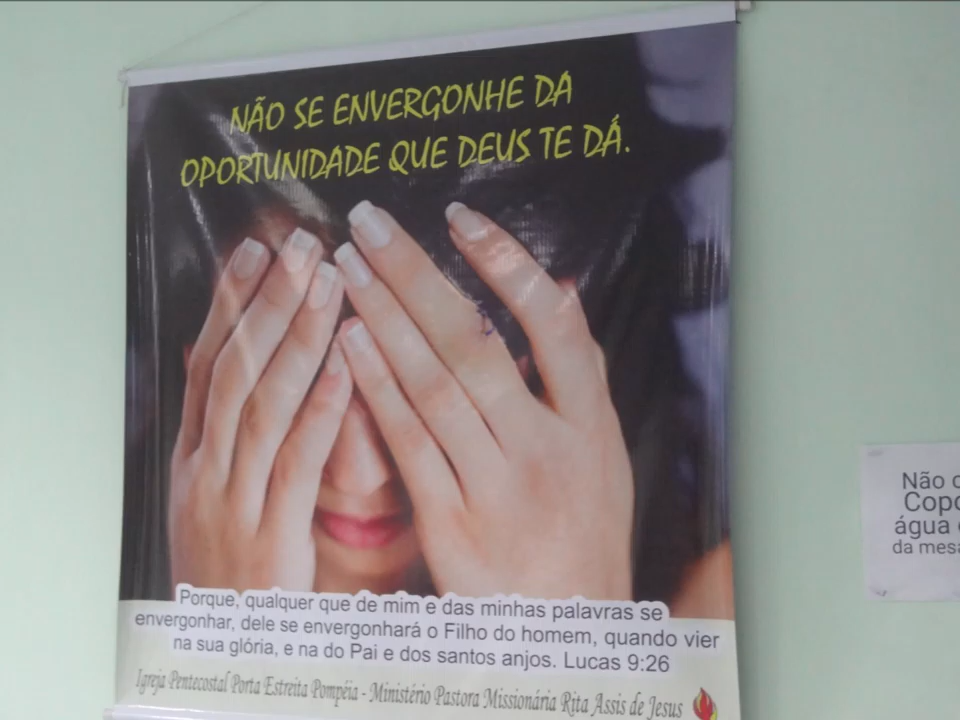 NÃO SE ENVERGONHE DA
OPORTUNIDADE QUE DEUS TE DÁ.
Porque, qualquer que de mim e das minhas palavras se
envergonhar, dele se envergonhará o Filho do homem, quando vier
na sua glória, e na do Pai e dos santos anjos. Lucas 9:26
Igreja Pentecostal Porta Estreita Pompéia - Ministério Pastora Missionária Rita Assis de Jesus
Não
Copo
água
da mesa